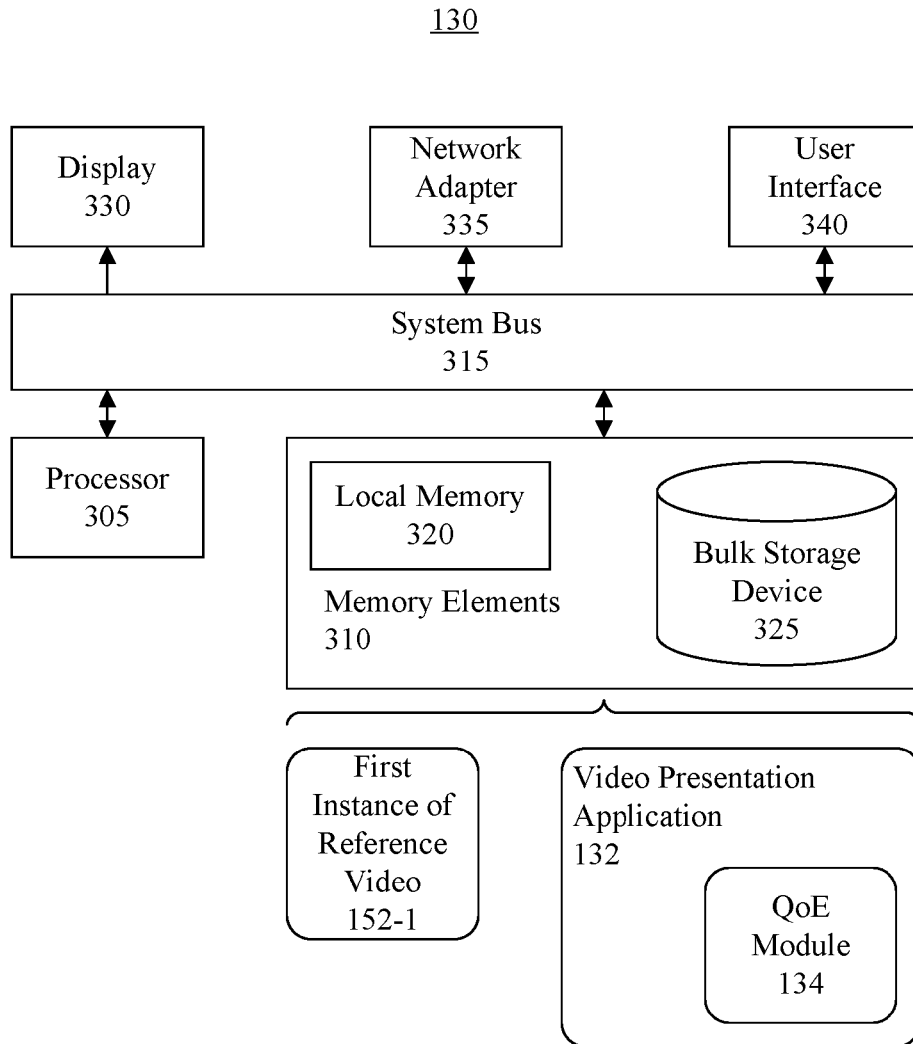 130
Display
330
Network
Adapter
335
User
Interface
340
System Bus
315
Processor
305
Local Memory
320
Memory Elements
310
Bulk Storage
Device
325
First
Instance of
Reference
Video
152-1
Video Presentation
Application
132
QoE
Module
134